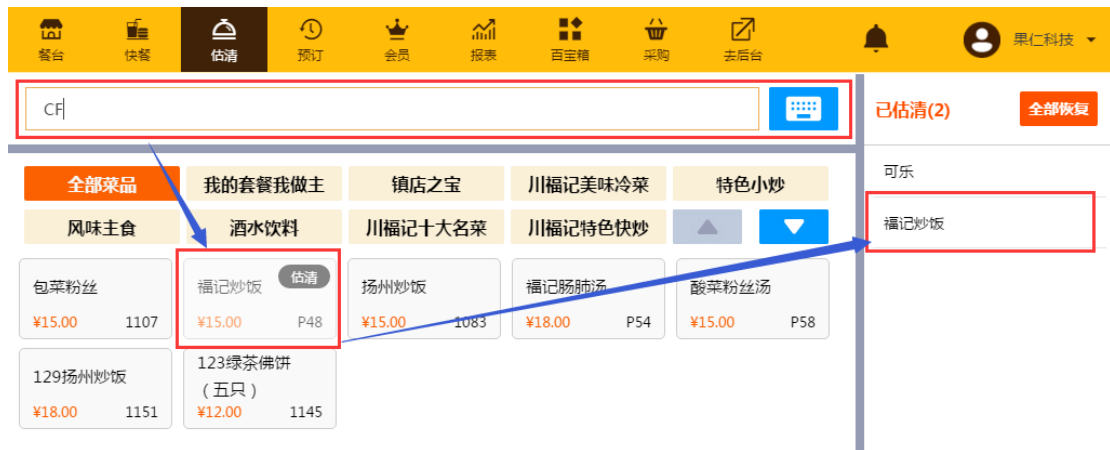 餐台 快餐 估清 预订 会员 报表 百宝箱 采购 去后台 果仁科技
CF
已估清(2) 全部恢复
可乐
福记炒饭
全部菜品 我的套餐我做主 镇店之宝 川福记美味冷菜 特色小炒
风味主食 酒水饮料 川福记十大名菜 川福记特色快炒
包菜粉丝
¥15.00 1107
福记炒饭 估清
¥15.00 P48
扬州炒饭
¥15.00 1083
福记肠肺汤
¥18.00 P54
酸菜粉丝汤
¥15.00 P58
129扬州炒饭
¥18.00 1151
123绿茶佛饼
（五只）
¥12.00 1145